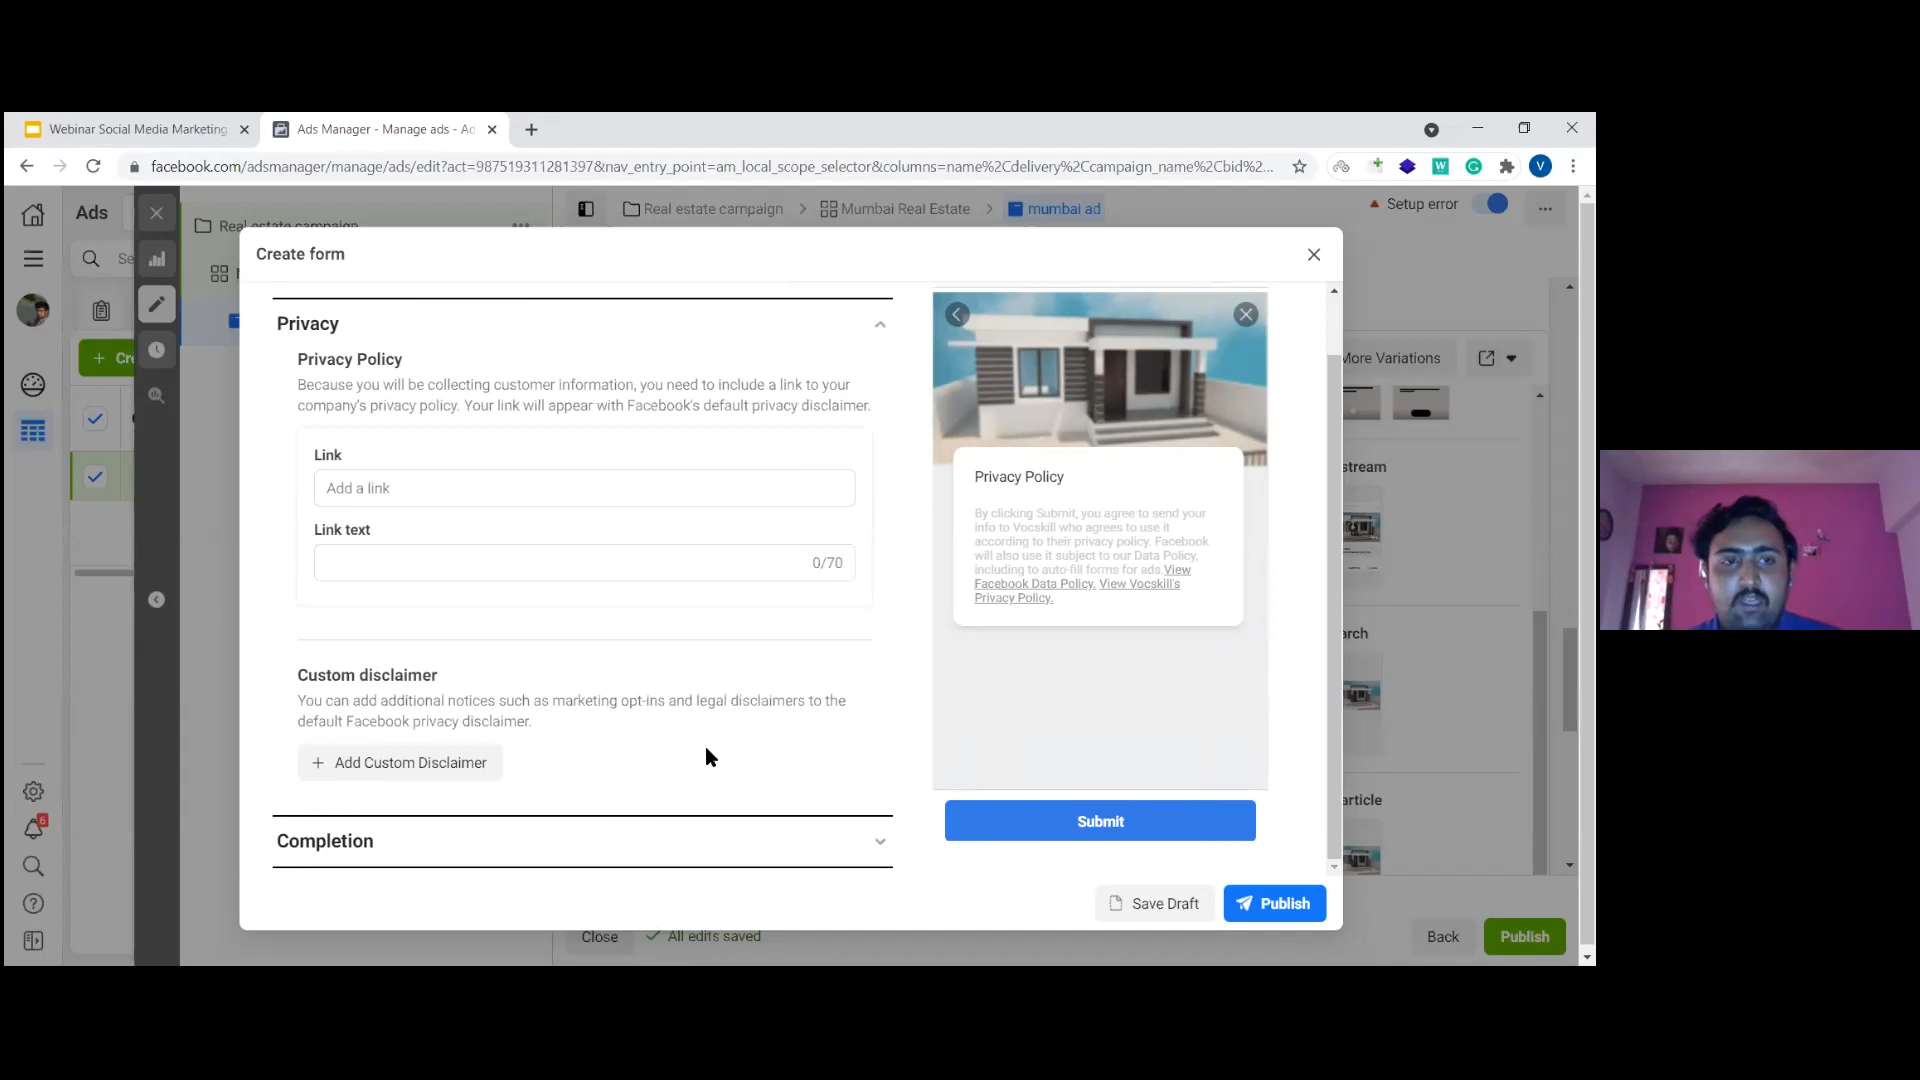 Webinar Social Media Marketing
Ads Manager - Manage ads - Ad
facebook.com/adsmanager/manage/ads/edit?act=987519311281397&nav_entry_point=am_local_scope_selector&columns=name%2Cdelivery%2Ccampaign_name%2Cbid%2...
W
V
Ads
Real estate campaign
Real estate campaign
Mumbai Real Estate
mumbai ad
Setup error
Se
Create form
+ Cre
Privacy
Privacy Policy
Because you will be collecting customer information, you need to include a link to your
company's privacy policy. Your link will appear with Facebook's default privacy disclaimer.
Link
Add a link
Link text
0/70
Custom disclaimer
You can add additional notices such as marketing opt-ins and legal disclaimers to the
default Facebook privacy disclaimer.
+ Add Custom Disclaimer
Completion
Privacy Policy
By clicking Submit, you agree to send your
info to Vocskill who agrees to use it
according to their privacy policy. Facebook
will also use it subject to our Data Policy,
including to auto-fill forms for ads.View
Facebook Data Policy. View Vocskill's
Privacy Policy.
Submit
Save Draft
Publish
More Variations
stream
arch
article
6
Close
All edits saved
Back
Publish